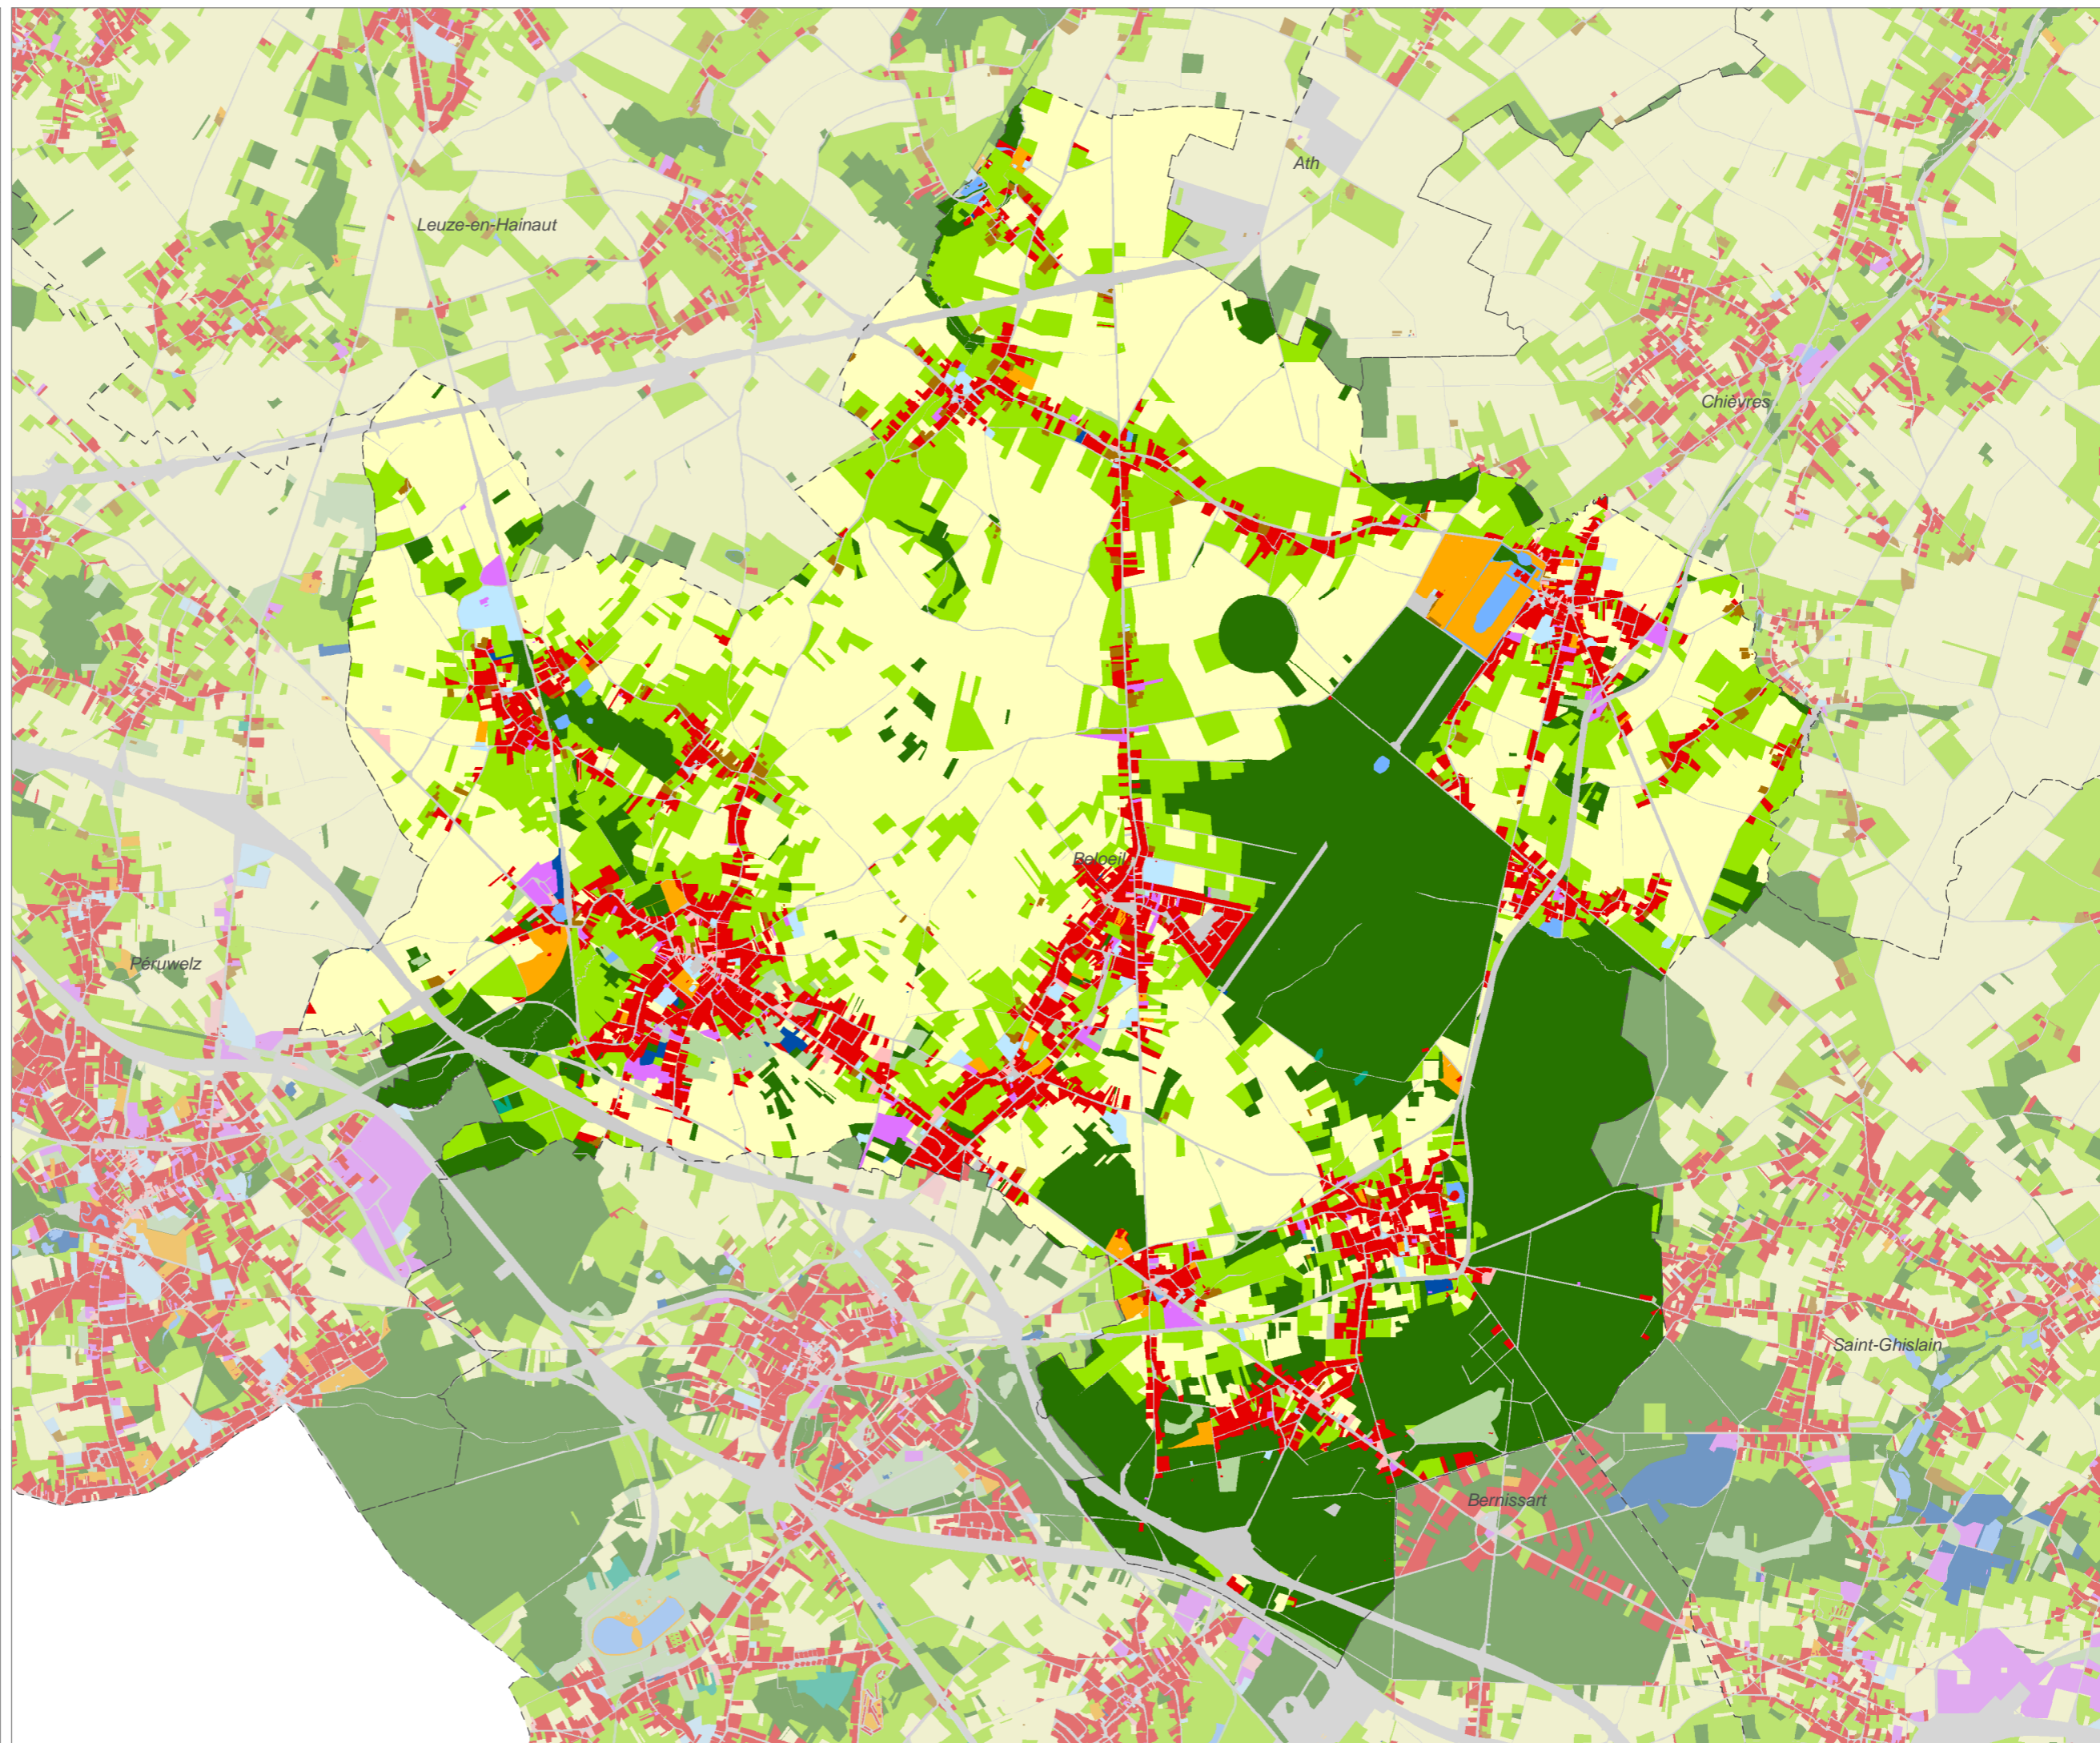 Ath
Leuze-en-Hainaut
Chièvres
Beloeil
Péruwelz
Saint-Ghislain
Bernissart